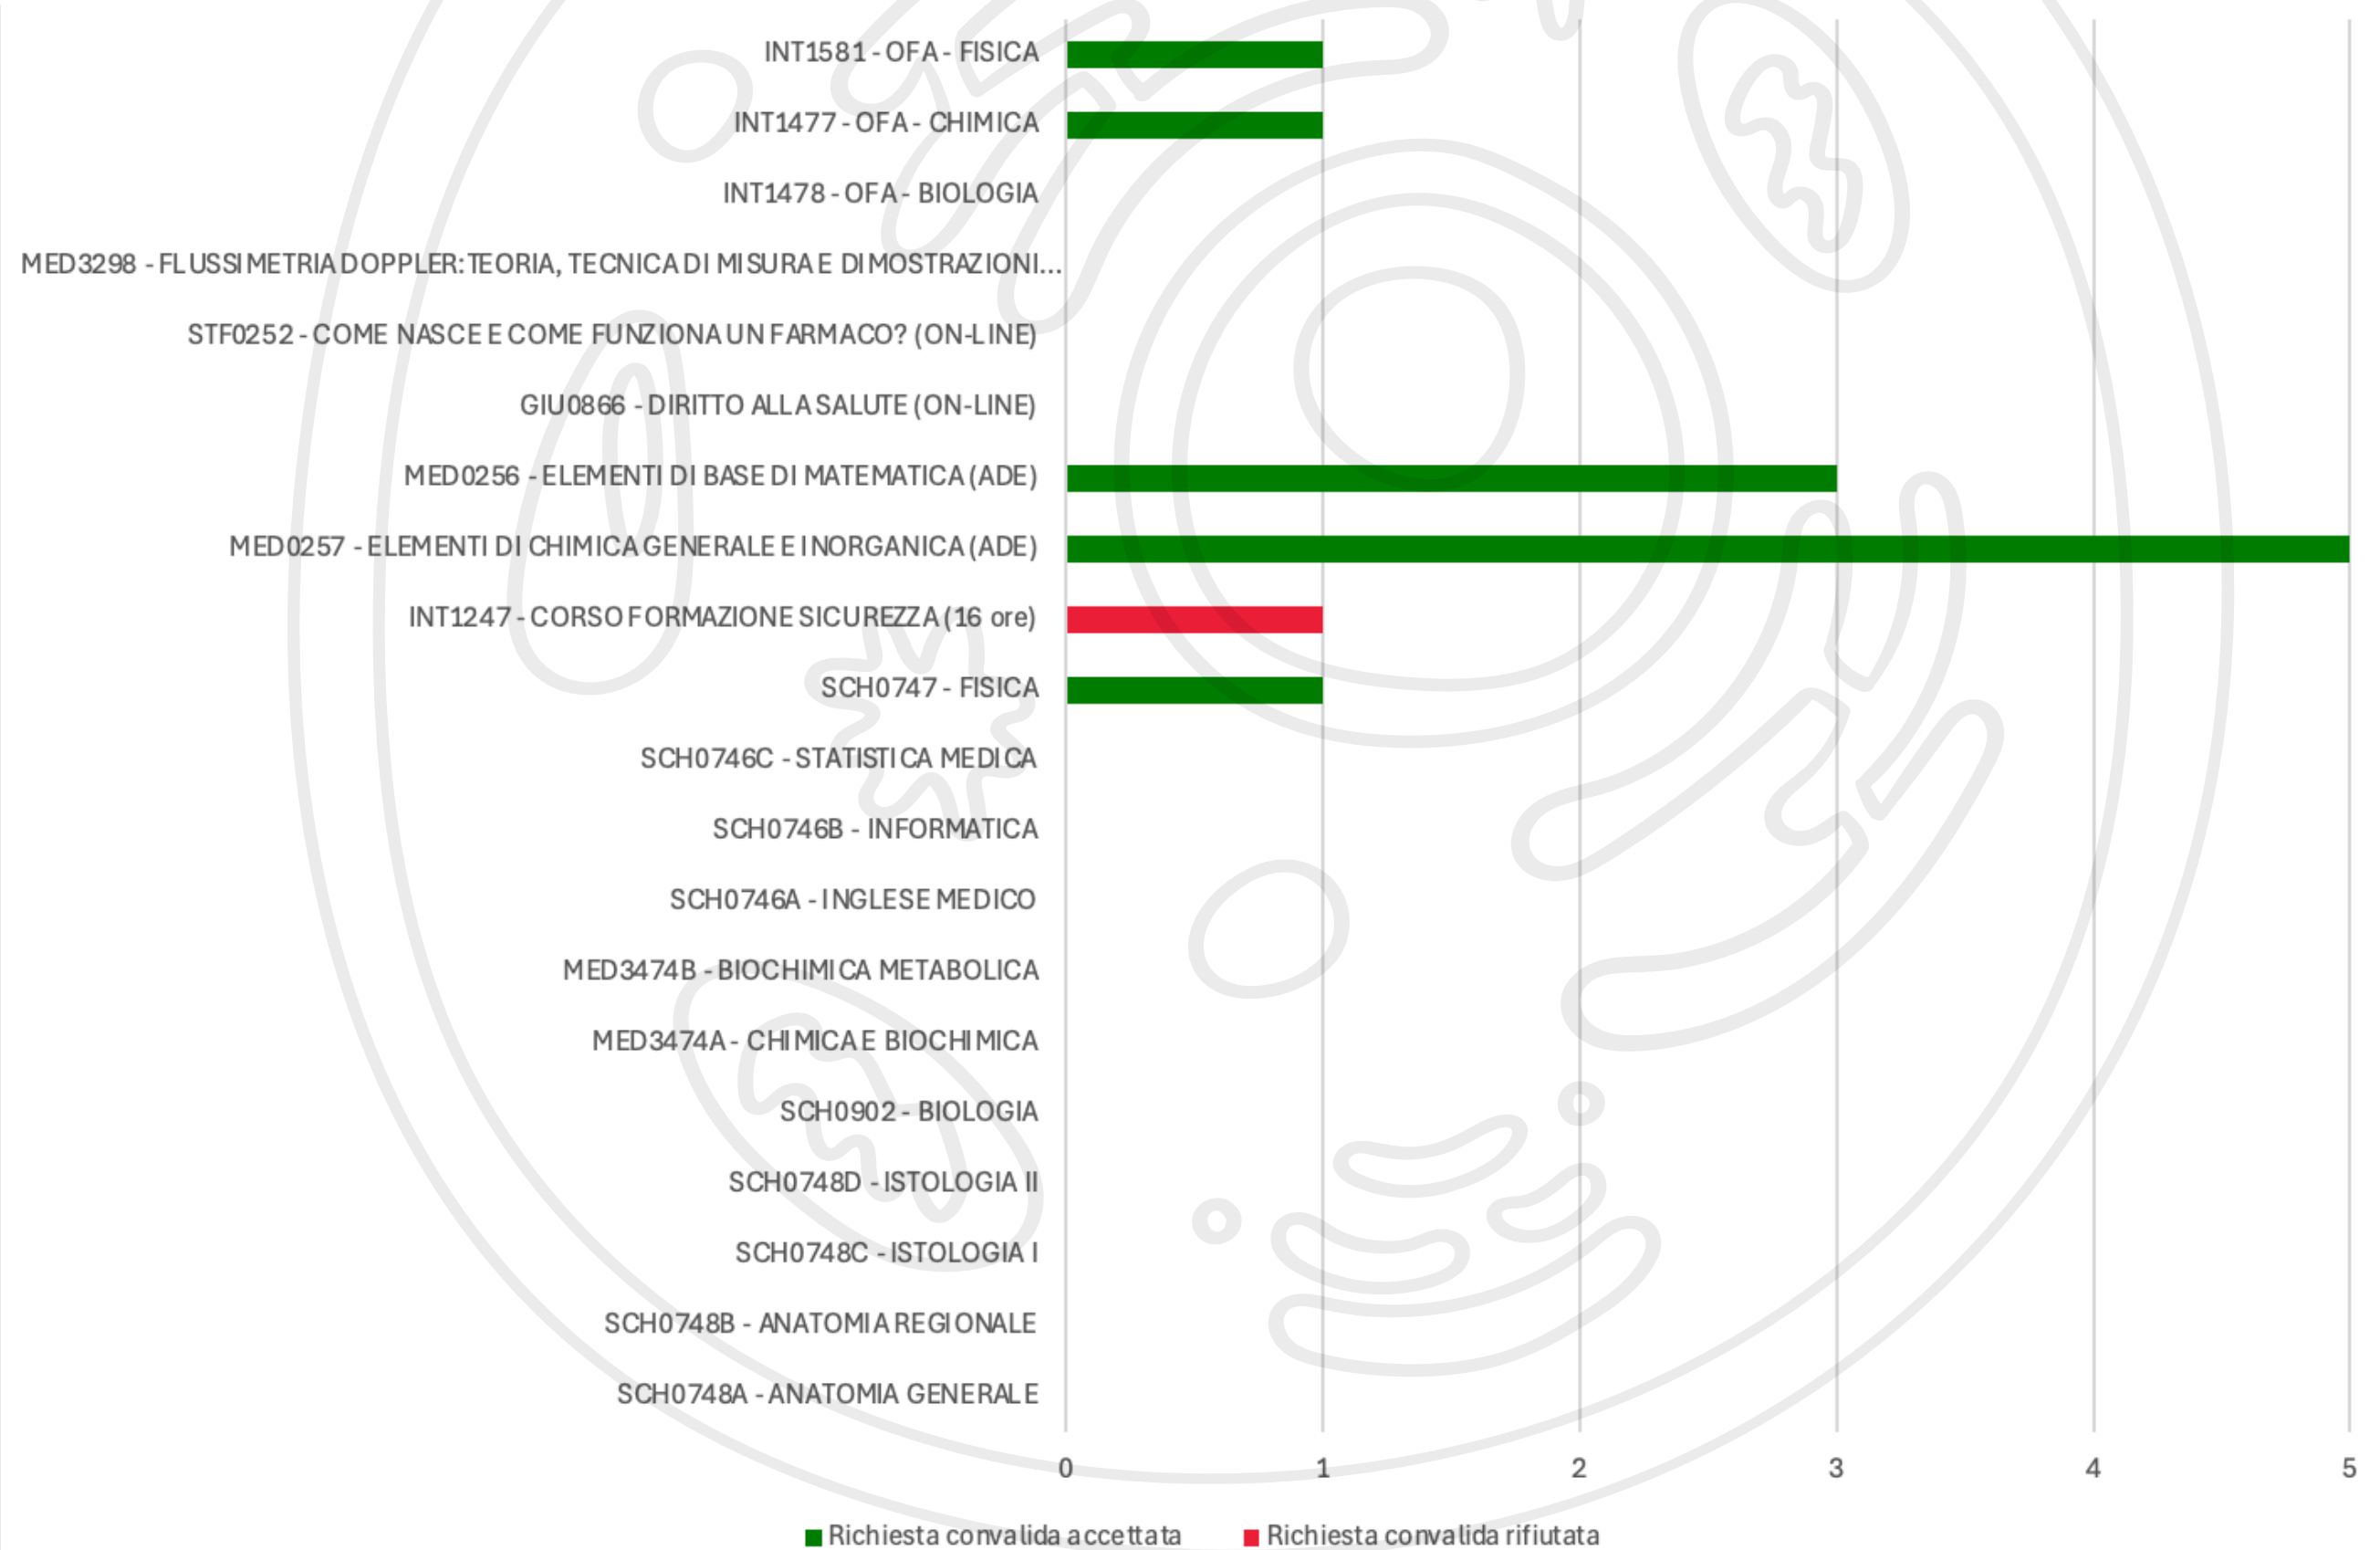 INT1581 - OFA - FISICA
INT1477 - OFA - CHIMICA
INT1478 - OFA - BIOLOGIA
MED3298 - FLUSSIMETRIA DOPPLER: TEORIA, TECNICA DI MISURA E DIMOSTRAZIONI...
STF0252 - COME NASCE E COME FUNZIONA UN FARMACO? (ON-LINE)
GIU0866 - DIRITTO ALLA SALUTE (ON-LINE)
MED0256 - ELEMENTI DI BASE DI MATEMATICA (ADE)
MED0257 - ELEMENTI DI CHIMICA GENERALE E INORGANICA (ADE)
INT1247 - CORSO FORMAZIONE SICUREZZA (16 ore)
SCH0747 - FISICA
SCH0746C - STATISTICA MEDICA
SCH0746B - INFORMATICA
SCH0746A - INGLESE MEDICO
MED3474B - BIOCHIMICA METABOLICA
MED3474A - CHIMICA E BIOCHIMICA
SCH0902 - BIOLOGIA
SCH0748D - ISTOLOGIA II
SCH0748C - ISTOLOGIA I
SCH0748B - ANATOMIA REGIONALE
SCH0748A - ANATOMIA GENERALE
0 1 2 3 4 5
Richiesta convalida accettata Richiesta convalida rifiutata